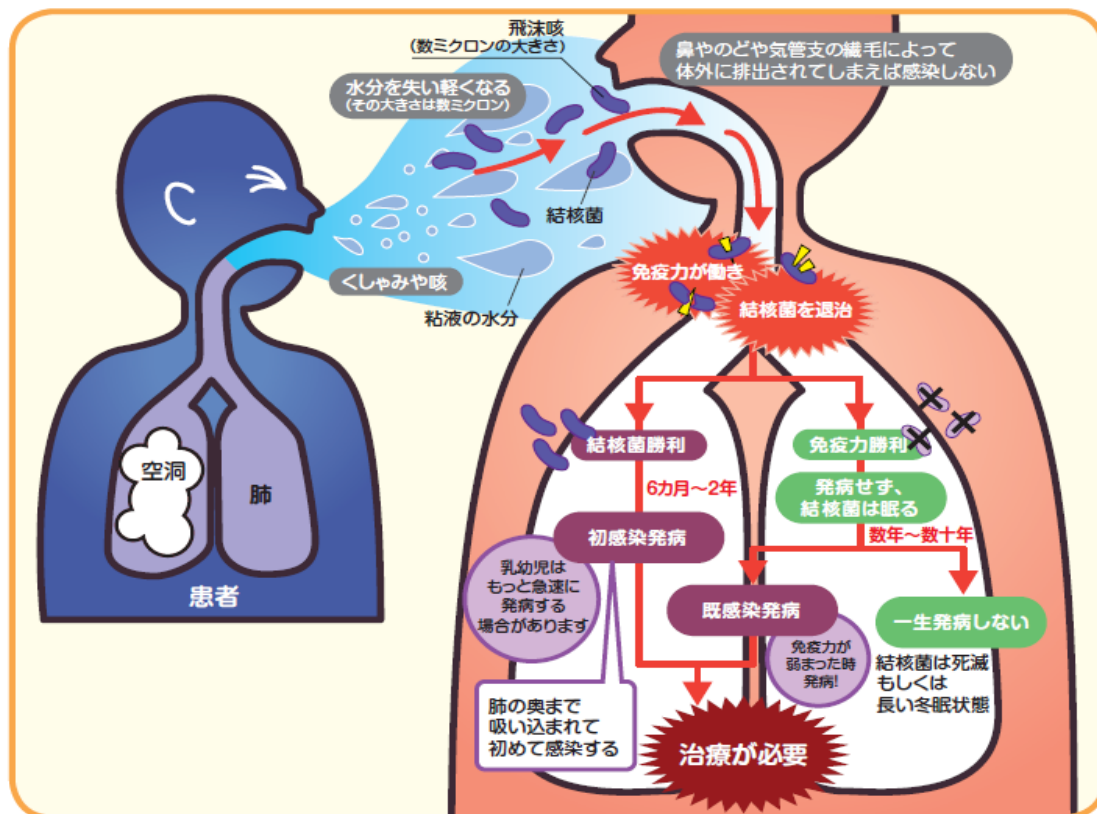 飛沫咳
(数ミクロンの大きさ)
鼻やのどや気管支の繊毛によって
体外に排出されてしまえば感染しない
水分を失い軽くなる
(その大きさは数ミクロン)
結核菌
くしゃみや咳
粘液の水分
免疫力が働き
結核菌を退治
空洞
肺
患者
結核菌勝利
免疫力勝利
6カ月～2年
発病せず、
結核菌は眠る
数年～数十年
初感染発病
乳幼児は
もっと急速に
発病する
場合があります
既感染発病
一生発病しない
免疫力が
弱まった時
発病!
結核菌は死滅
もしくは
長い冬眠状態
肺の奥まで
吸い込まれて
初めて感染する
治療が必要